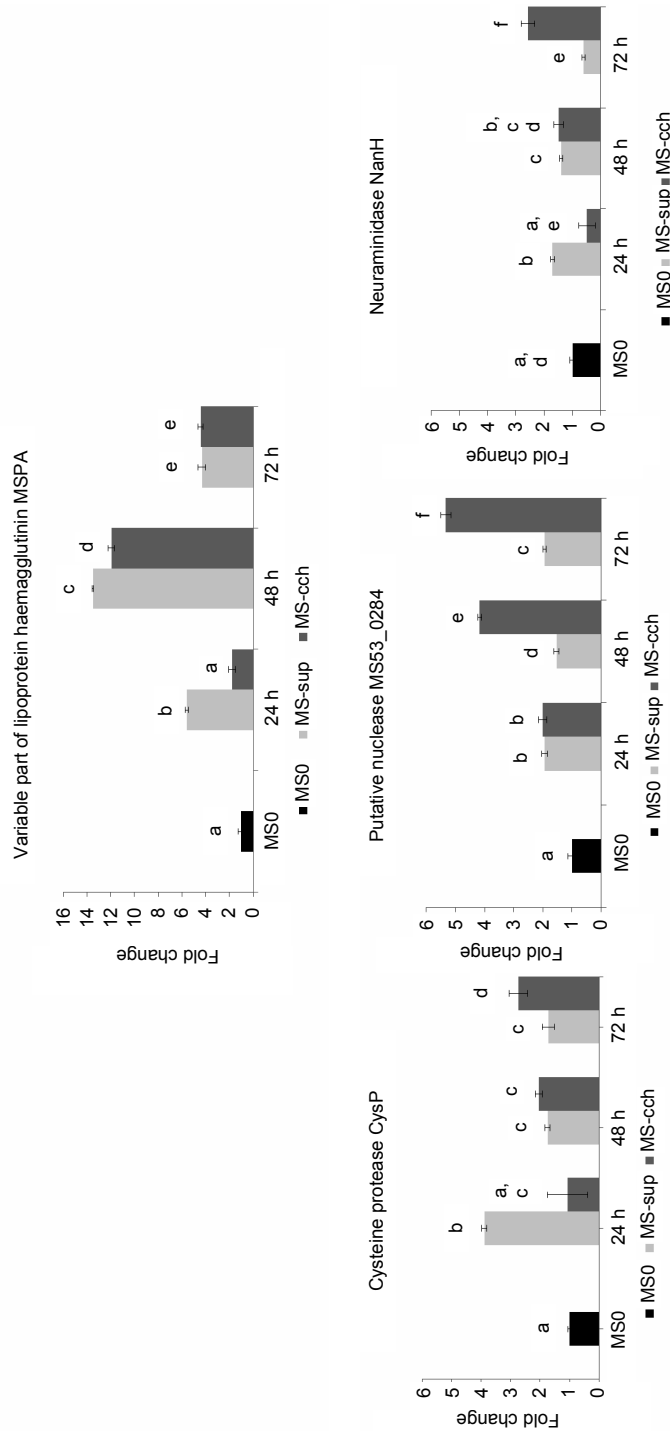 Variable part of lipoprotein haemagglutinin MSPA
Fold change
16
14
12
10
8
6
4
2
0
a
b
a
c
d
e
e
MS0
24 h
48 h
72 h
MS0 MS-sup MS-cch
Cysteine protease CysP
Fold change
6
5
4
3
2
1
0
a
b
a,
c
c
c
c
d
MS0
24 h
48 h
72 h
MS0 MS-sup MS-cch
Putative nuclease MS53_0284
Fold change
6
5
4
3
2
1
0
a
b
b
d
e
c
f
MS0
24 h
48 h
72 h
MS0 MS-sup MS-cch
Neuraminidase NanH
Fold change
6
5
4
3
2
1
0
a,
d
b
a,
e
c
b,
c
d
e
f
MS0
24 h
48 h
72 h
MS0 MS-sup MS-cch